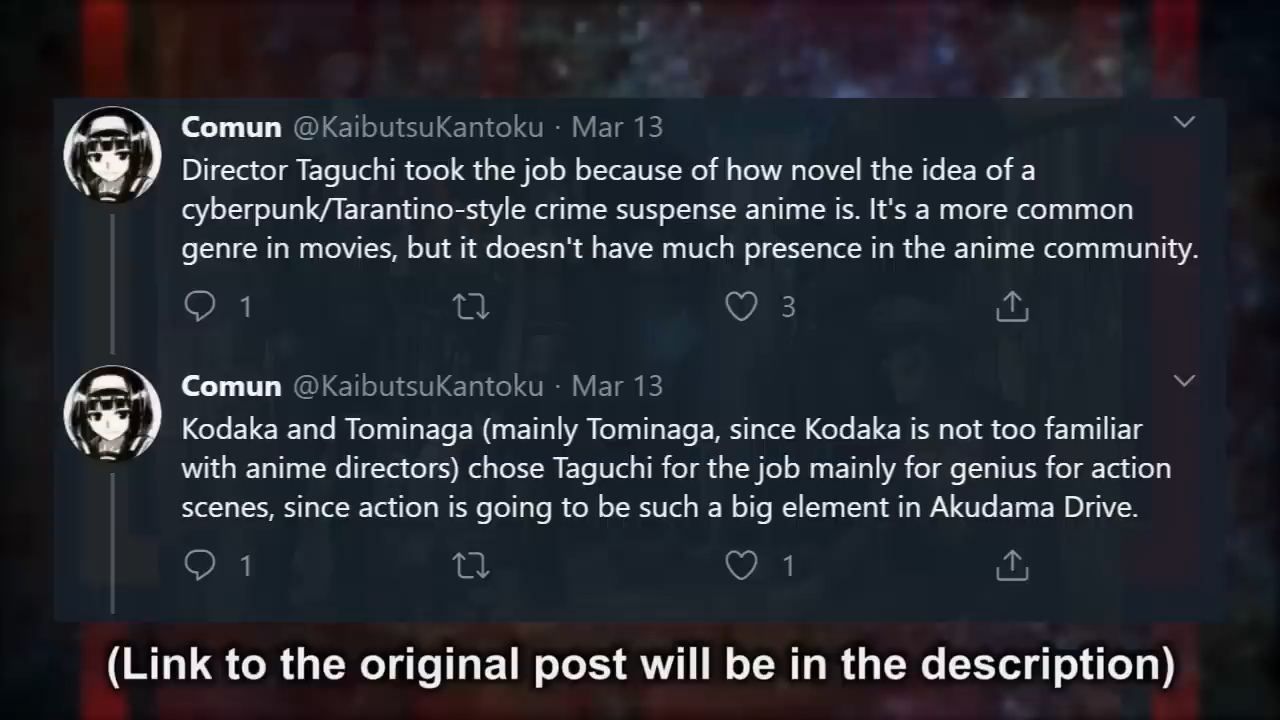 Comun @KaibutsuKantoku · Mar 13
Director Taguchi took the job because of how novel the idea of a
cyberpunk/Tarantino-style crime suspense anime is. It's a more common
genre in movies, but it doesn't have much presence in the anime community.
1 3
Comun @KaibutsuKantoku · Mar 13
Kodaka and Tominaga (mainly Tominaga, since Kodaka is not too familiar
with anime directors) chose Taguchi for the job mainly for genius for action
scenes, since action is going to be such a big element in Akudama Drive.
1 1
(Link to the original post will be in the description)